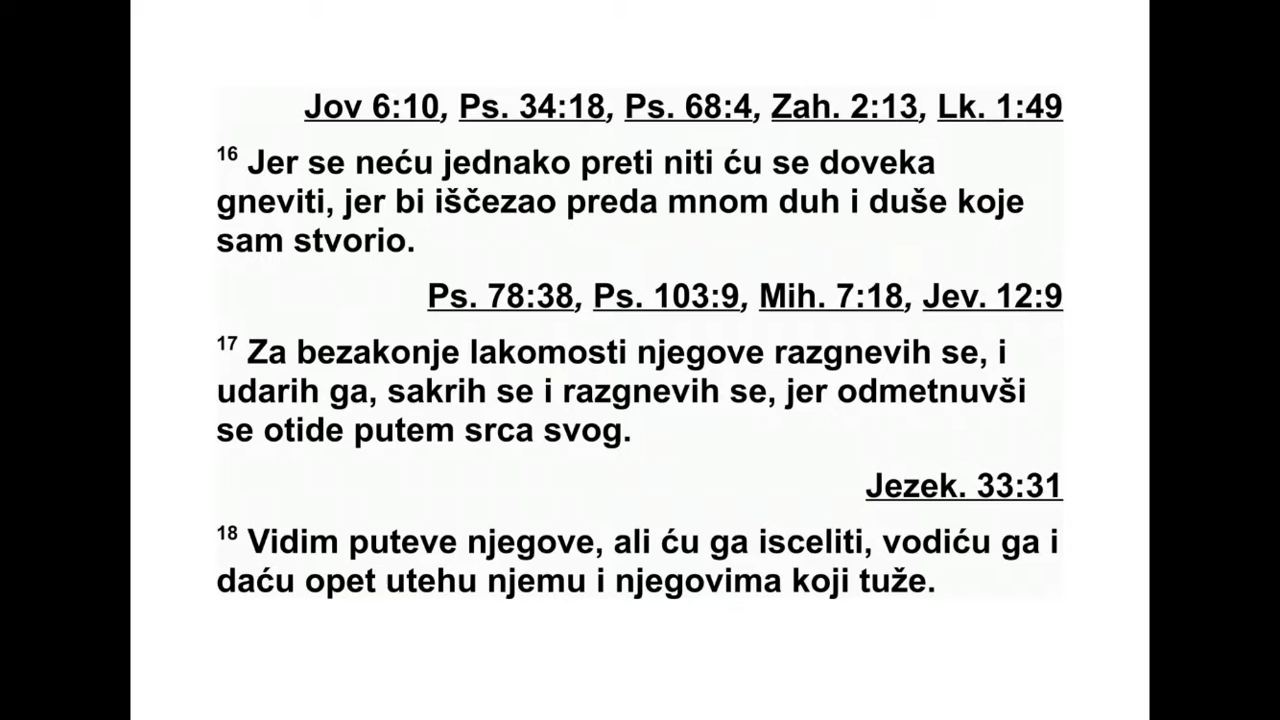 Jov 6:10, Ps. 34:18, Ps. 68:4, Zah. 2:13, Lk. 1:49
16 Jer se neću jednako preti niti ću se doveka
gneviti, jer bi iščezao preda mnom duh i duše koje
sam stvorio.
Ps. 78:38, Ps. 103:9, Mih. 7:18, Jev. 12:9
17 Za bezakonje lakomosti njegove razgnevih se, i
udarih ga, sakrih se i razgnevih se, jer odmetnuvši
se otide putem srca svog.
Jezek. 33:31
18 Vidim puteve njegove, ali ću ga isceliti, vodiću ga i
daću opet utehu njemu i njegovima koji tuže.